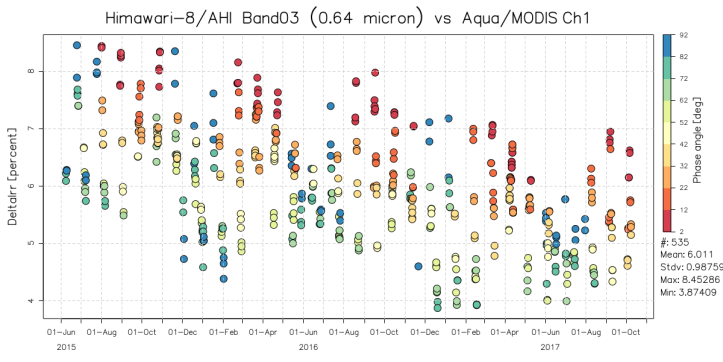 Himawari-8/AHI Band03 (0.64 micron) vs Aqua/MODIS Ch1
DeltaIrr [percent]
8
7
6
5
4
92
82
72
62
52
42
32
22
12
2
Phase angle [deg]
#: 535
Mean: 6.011
Stdv: 0.98759
Max: 8.45286
Min: 3.87409
01-Jun 01-Aug 01-Oct 01-Dec 01-Feb 01-Apr 01-Jun 01-Aug 01-Oct 01-Dec 01-Feb 01-Apr 01-Jun 01-Aug 01-Oct
2015 2016 2017